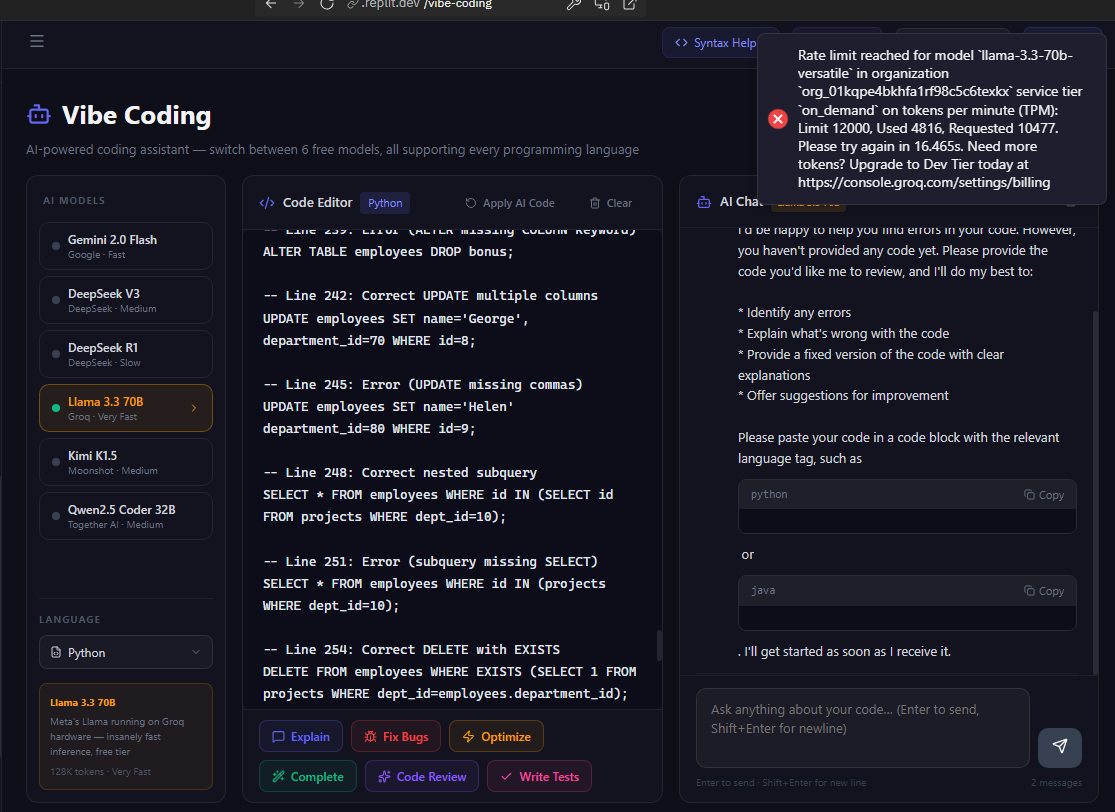 .replit.dev /vibe-coding
Syntax Help
Rate limit reached for model `llama-3.3-70b-
versatile` in organization
`org_01kqpe4bkhfa1rf98c5c6texkx` service tier
`on_demand` on tokens per minute (TPM):
Limit 12000, Used 4816, Requested 10477.
Please try again in 16.465s. Need more
tokens? Upgrade to Dev Tier today at
https://console.groq.com/settings/billing
Vibe Coding
AI-powered coding assistant — switch between 6 free models, all supporting every programming language
AI MODELS
Gemini 2.0 Flash
Google · Fast
DeepSeek V3
DeepSeek · Medium
DeepSeek R1
DeepSeek · Slow
Llama 3.3 70B
Groq · Very Fast
Kimi K1.5
Moonshot · Medium
Qwen2.5 Coder 32B
Together AI · Medium
LANGUAGE
Python
Llama 3.3 70B
Meta's Llama running on Groq
hardware — insanely fast
inference, free tier
128K tokens · Very Fast
Code Editor
Python
Apply AI Code
Clear
-- Line 239: Error (ALTER missing COLUMN keyword)
ALTER TABLE employees DROP bonus;
-- Line 242: Correct UPDATE multiple columns
UPDATE employees SET name='George',
department_id=70 WHERE id=8;
-- Line 245: Error (UPDATE missing commas)
UPDATE employees SET name='Helen'
department_id=80 WHERE id=9;
-- Line 248: Correct nested subquery
SELECT * FROM employees WHERE id IN (SELECT id
FROM projects WHERE dept_id=10);
-- Line 251: Error (subquery missing SELECT)
SELECT * FROM employees WHERE id IN (projects
WHERE dept_id=10);
-- Line 254: Correct DELETE with EXISTS
DELETE FROM employees WHERE EXISTS (SELECT 1 FROM
projects WHERE dept_id=employees.department_id);
Explain
Fix Bugs
Optimize
Complete
Code Review
Write Tests
AI Chat
I'd be happy to help you find errors in your code. However,
you haven't provided any code yet. Please provide the
code you'd like me to review, and I'll do my best to:
* Identify any errors
* Explain what's wrong with the code
* Provide a fixed version of the code with clear
explanations
* Offer suggestions for improvement
Please paste your code in a code block with the relevant
language tag, such as
python
Copy
or
java
Copy
. I'll get started as soon as I receive it.
Ask anything about your code... (Enter to send,
Shift+Enter for newline)
Enter to send · Shift+Enter for new line
2 messages